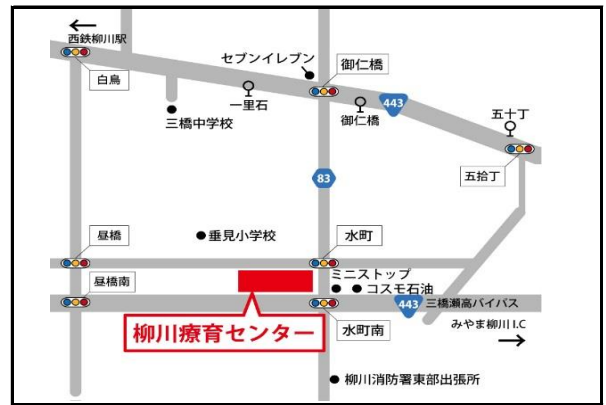 西鉄柳川駅
白鳥
セブンイレブン
御仁橋
一里石
三橋中学校
御仁橋
443
五十丁
五拾丁
83
昼橋
垂見小学校
水町
昼橋南
ミニストップ
コスモ石油
443
三橋瀬高バイパス
柳川療育センター
水町南
みやま柳川I.C
柳川消防署東部出張所